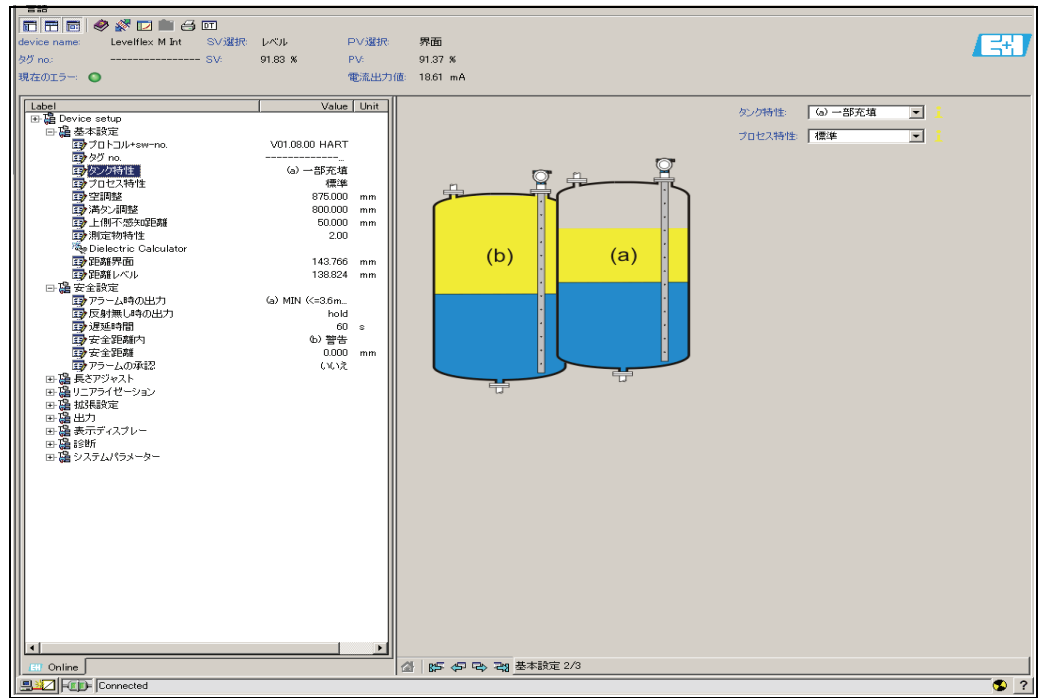 言語
DT
device name: Levelflex M Int SV選択: レベル PV選択: 界面
タグ no.: ---------------- SV: 91.83 % PV: 91.37 %
現在のエラー: 電流出力値: 18.61 mA
E+H
Label Value Unit
Device setup
基本設定
プロトコル+sw-no. V01.08.00 HART
タグ no. -------------...
タンク特性 (a) 一部充填
プロセス特性 標準
空調整 875.000 mm
満タン調整 800.000 mm
上側不感知距離 50.000 mm
測定物特性 2.00
Dielectric Calculator
距離界面 143.766 mm
距離レベル 138.824 mm
安全設定
アラーム時の出力 (a) MIN (<=3.6m...
反射無し時の出力 hold
遅延時間 60 s
安全距離内 (b) 警告
安全距離 0.000 mm
アラームの承認 いいえ
長さアジャスト
リニアライゼーション
拡張設定
出力
表示ディスプレー
診断
システムパラメーター
タンク特性: (a) 一部充填
プロセス特性: 標準
(b) (a)
Online
基本設定 2/3
Connected
?